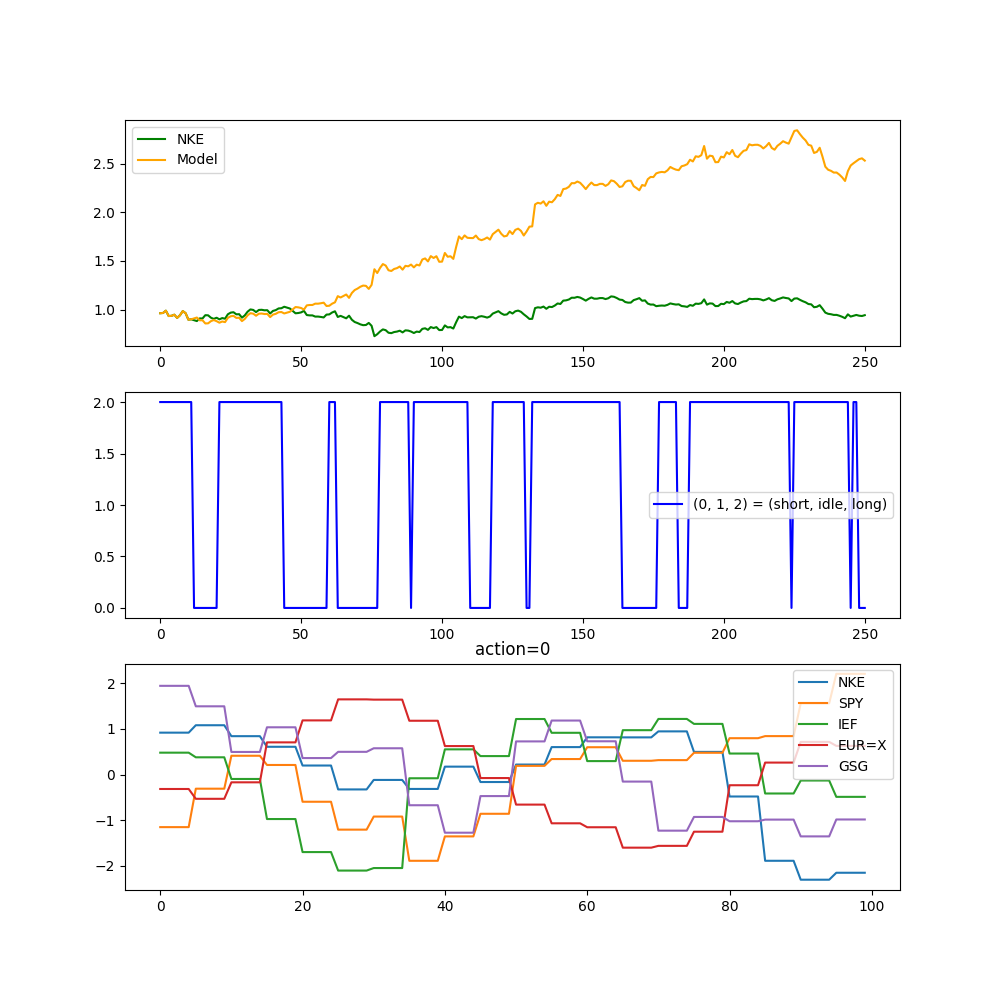 NKE
Model
2.5
2.0
1.5
1.0
0 50 100 150 200 250
2.0
1.5
1.0
0.5
0.0
(0, 1, 2) = (short, idle, long)
0 50 100 150 200 250
action=0
2
1
0
−1
−2
NKE
SPY
IEF
EUR=X
GSG
0 20 40 60 80 100